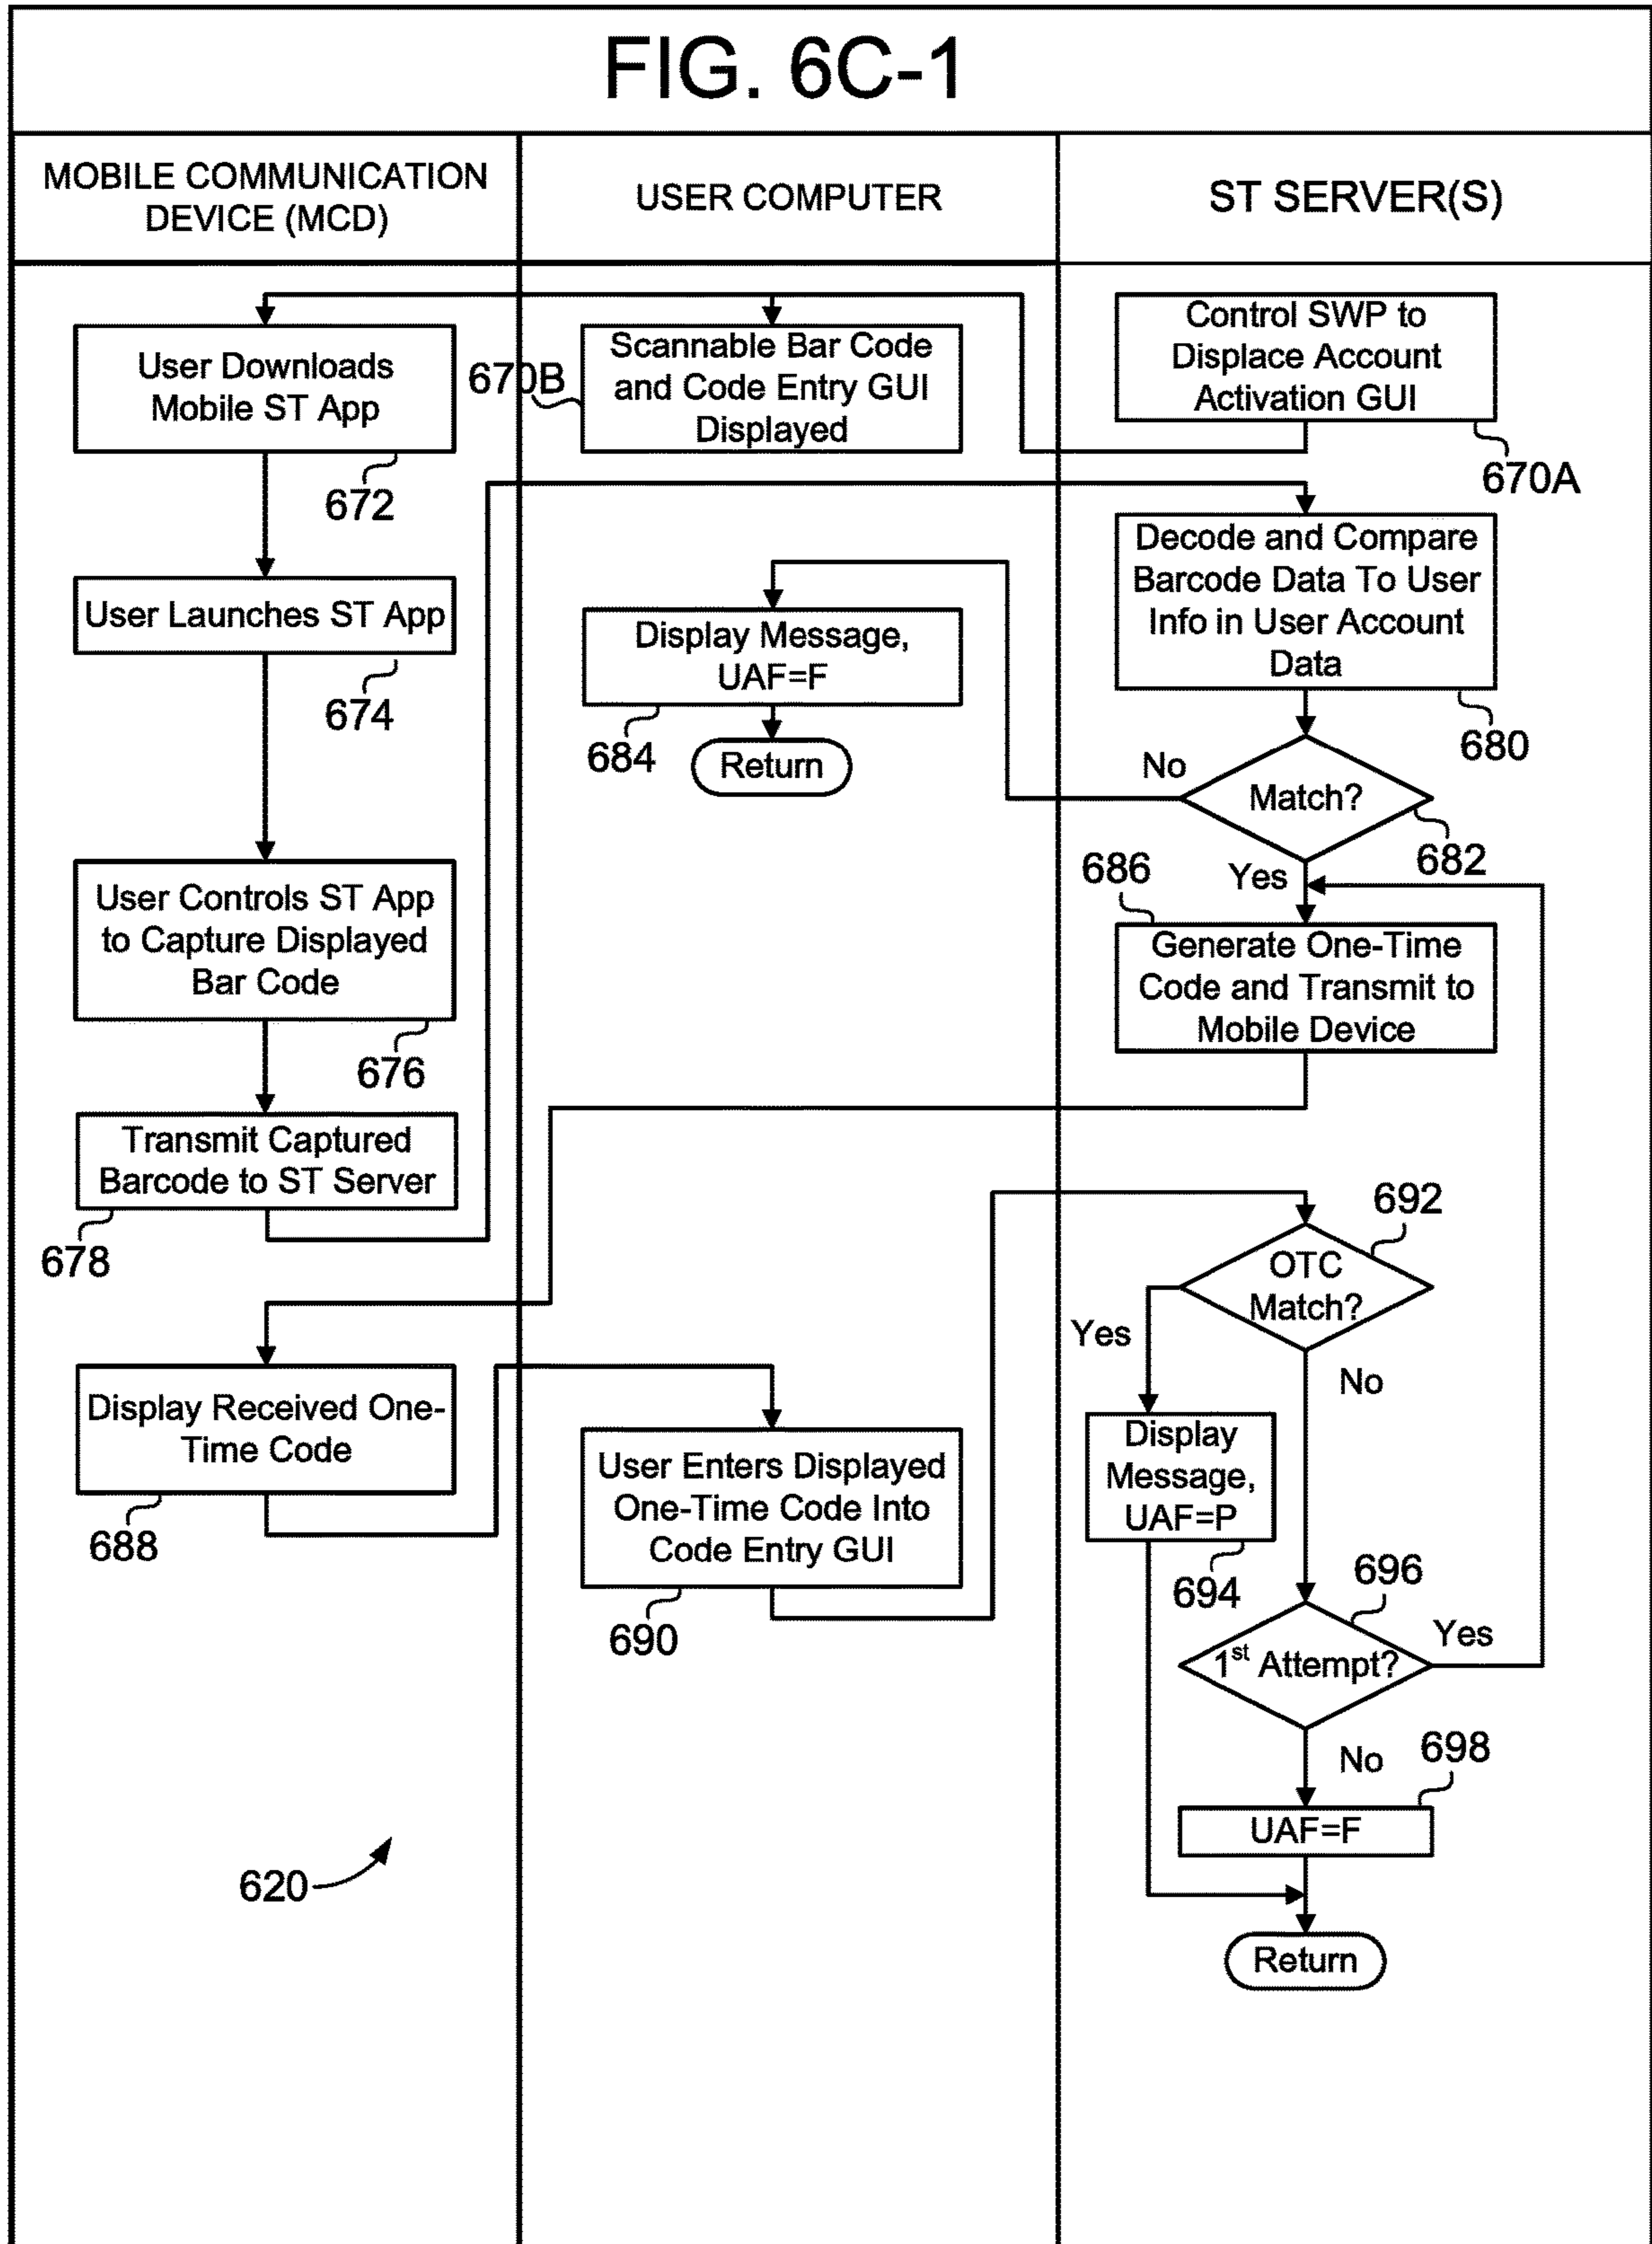 FIG. 6C-1
MOBILE COMMUNICATION
DEVICE (MCD)
USER COMPUTER
ST SERVER(S)
User Downloads
Mobile ST App
672
670B
Scannable Bar Code
and Code Entry GUI
Displayed
Control SWP to
Displace Account
Activation GUI
670A
User Launches ST App
674
Display Message,
UAF=F
684
Return
Decode and Compare
Barcode Data To User
Info in User Account
Data
680
No
Match?
682
Yes
686
Generate One-Time
Code and Transmit to
Mobile Device
User Controls ST App
to Capture Displayed
Bar Code
676
Transmit Captured
Barcode to ST Server
678
692
OTC
Match?
Yes
No
Display Received One-
Time Code
688
User Enters Displayed
One-Time Code Into
Code Entry GUI
690
Display
Message,
UAF=P
694
696
1st Attempt?
Yes
No
698
UAF=F
620
Return